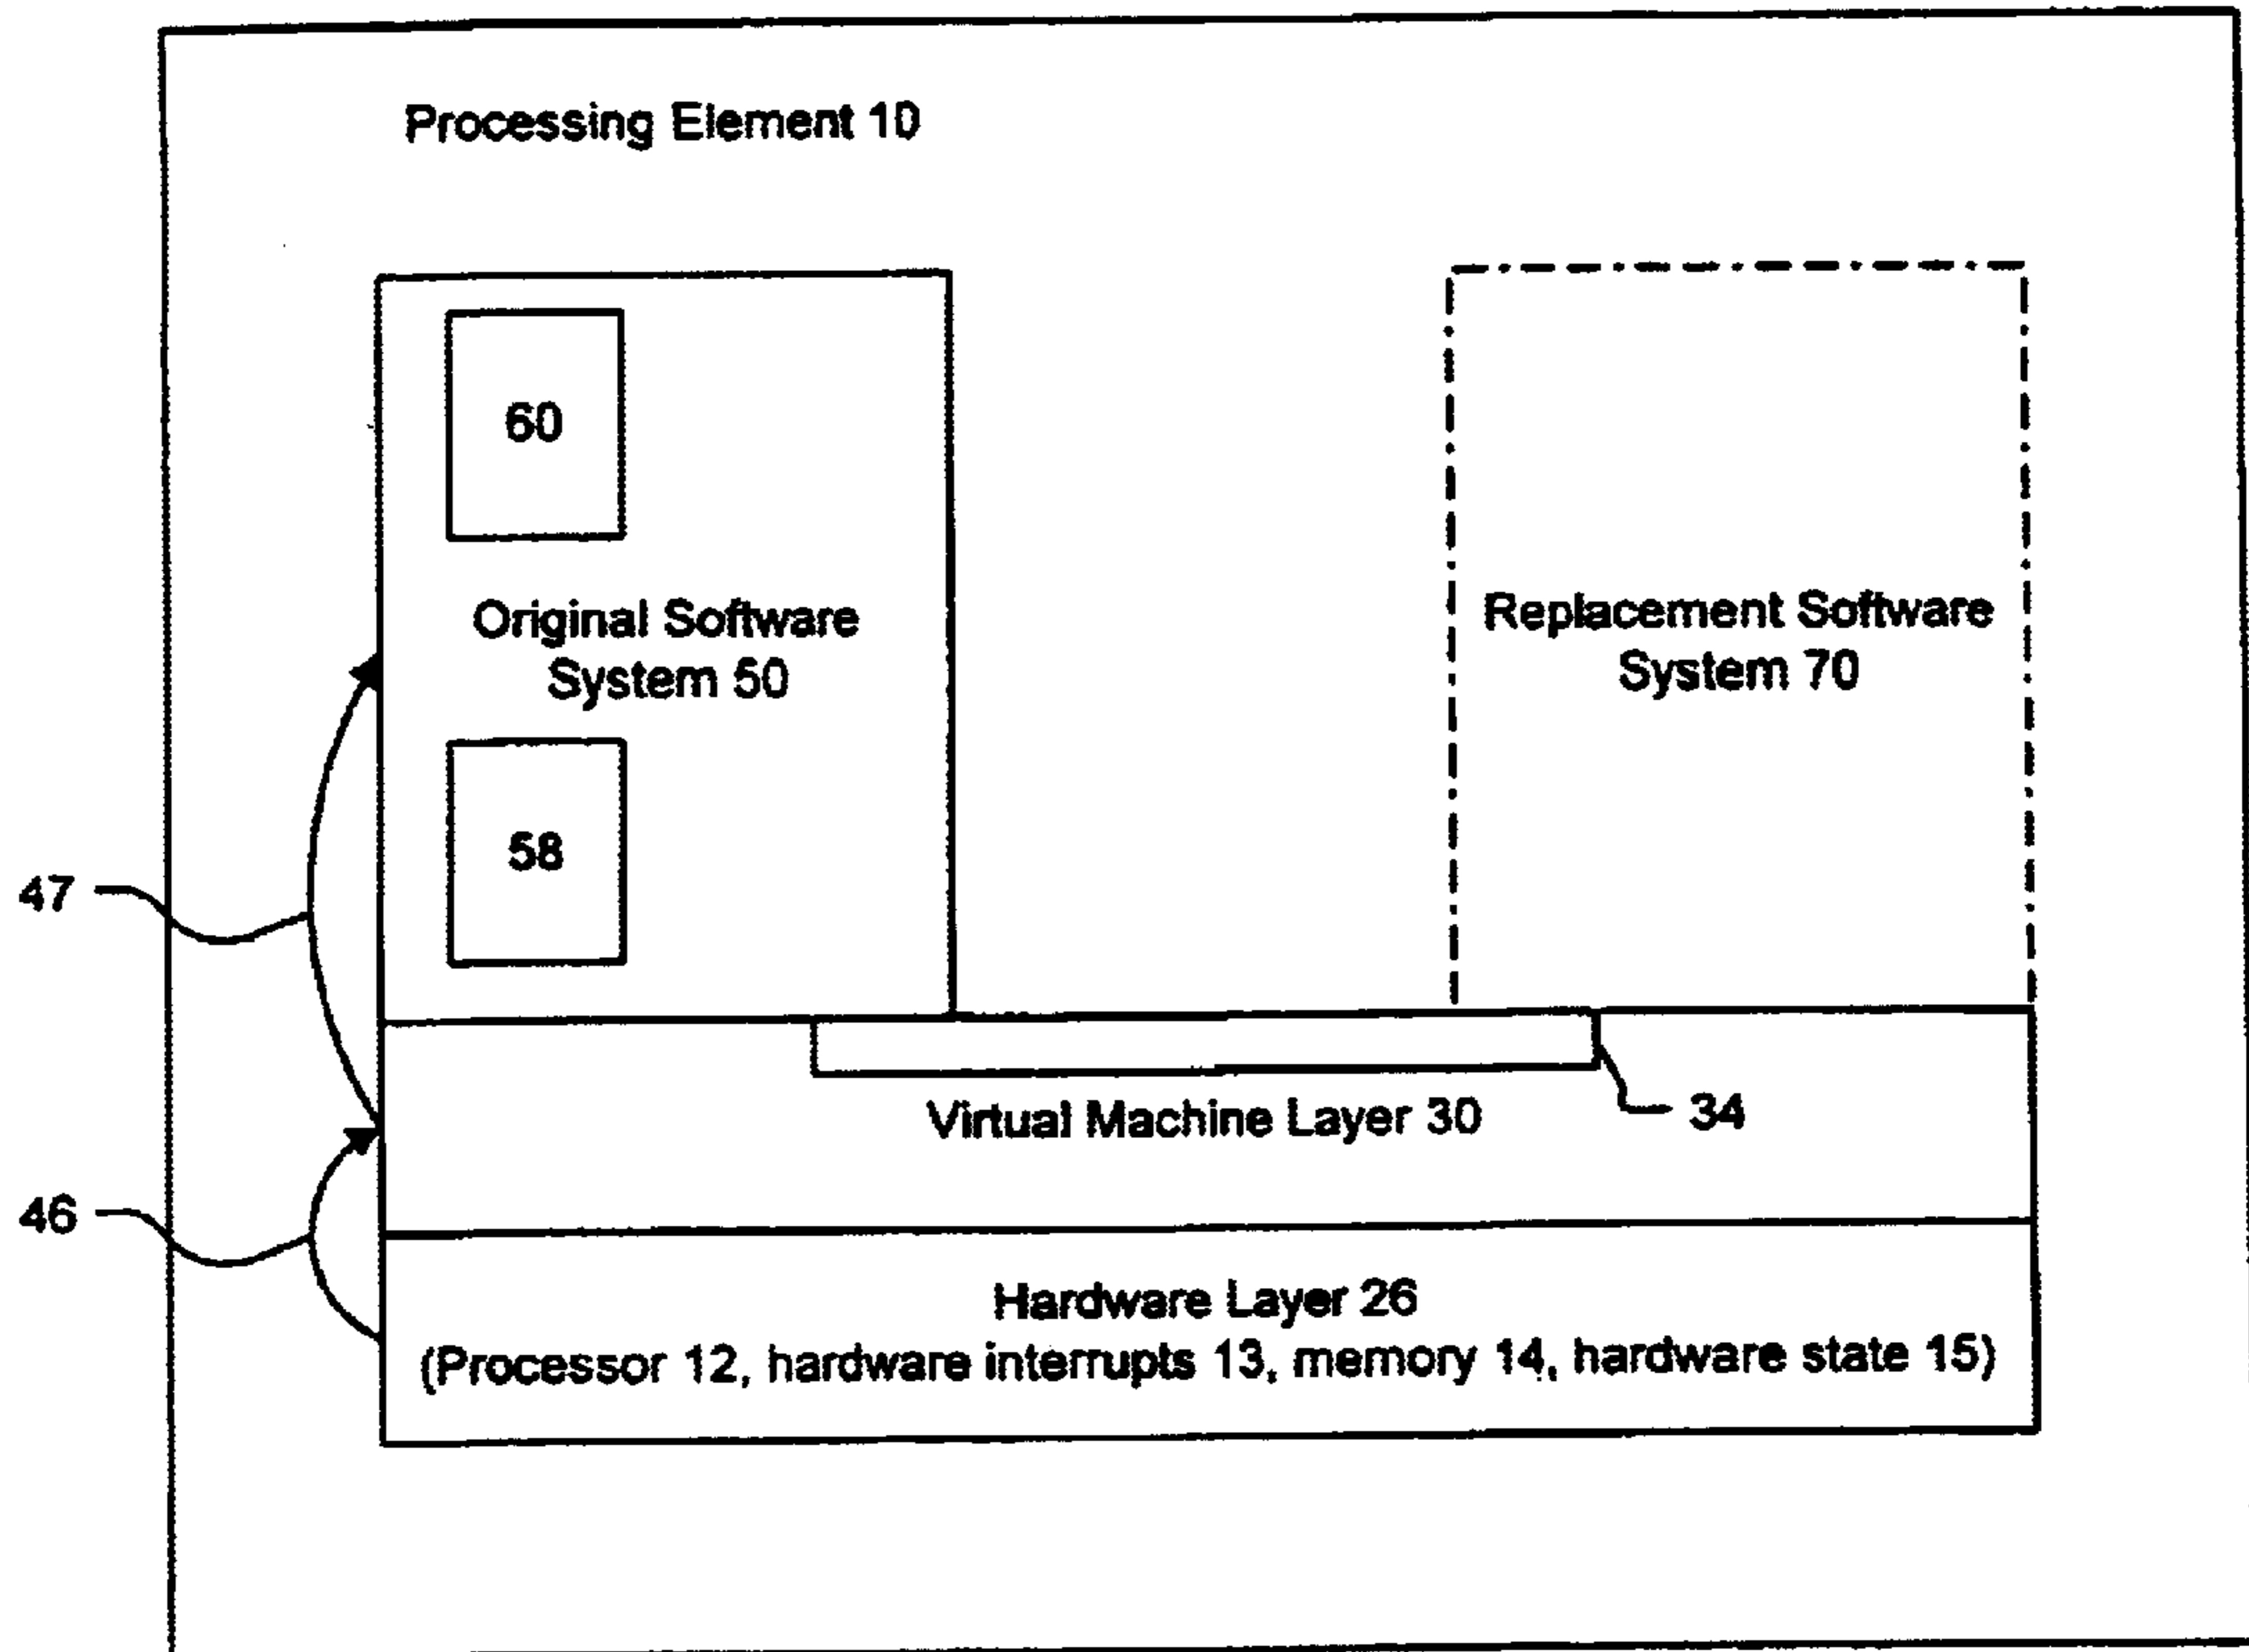 Processing Element 10
60
Original Software
System 50
58
Replacement Software
System 70
47
34
Virtual Machine Layer 30
46
Hardware Layer 26
(Processor 12, hardware interrupts 13, memory 14, hardware state 15)